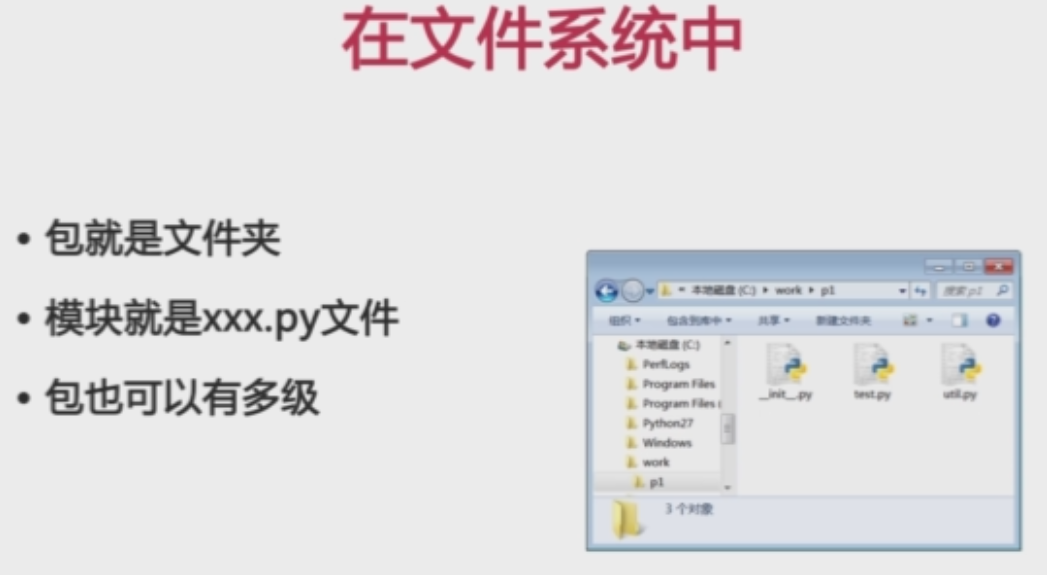 在文件系统中
• 包就是文件夹
• 模块就是xxx.py文件
• 包也可以有多级
本地磁盘 (C:) work p1
搜索 p1
组织 包含到库中 共享 新建文件夹
本地磁盘 (C:)
PerfLogs
Program Files
Program Files (
Python27
Windows
work
p1
__init__.py
test.py
util.py
3 个对象